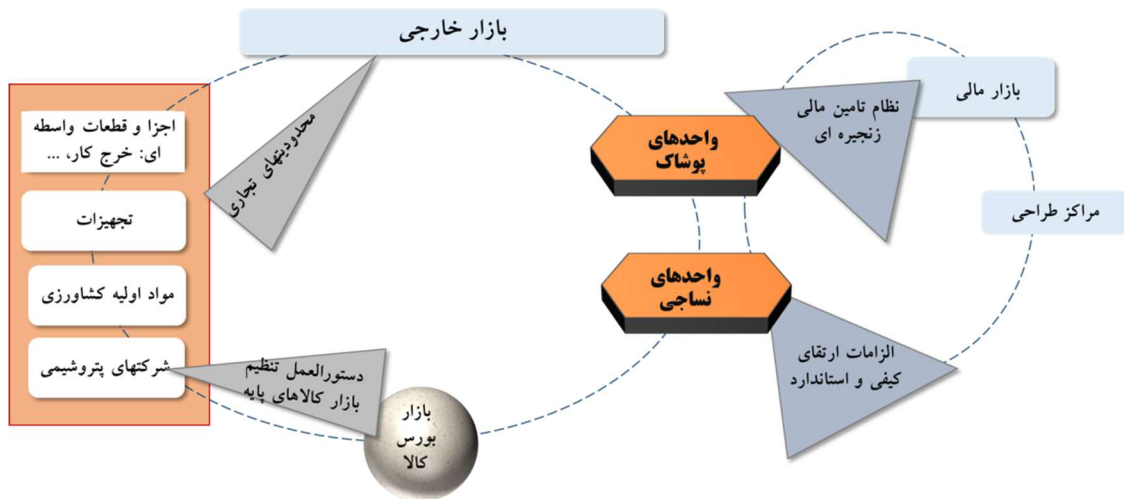 بازار خارجی
بازار مالی
نظام تامین مالی
زنجیره ای
واحدهای
پوشاک
محدودیتهای تجاری
اجزا و قطعات واسطه
ای: خرج کار، ...
تجهیزات
مراکز طراحی
واحدهای
نساجی
مواد اولیه کشاورزی
الزامات ارتقای
کیفی و استاندارد
شرکتهای پتروشیمی
دستورالعمل تنظیم
بازار کالاهای پایه
بازار
بورس
کالا